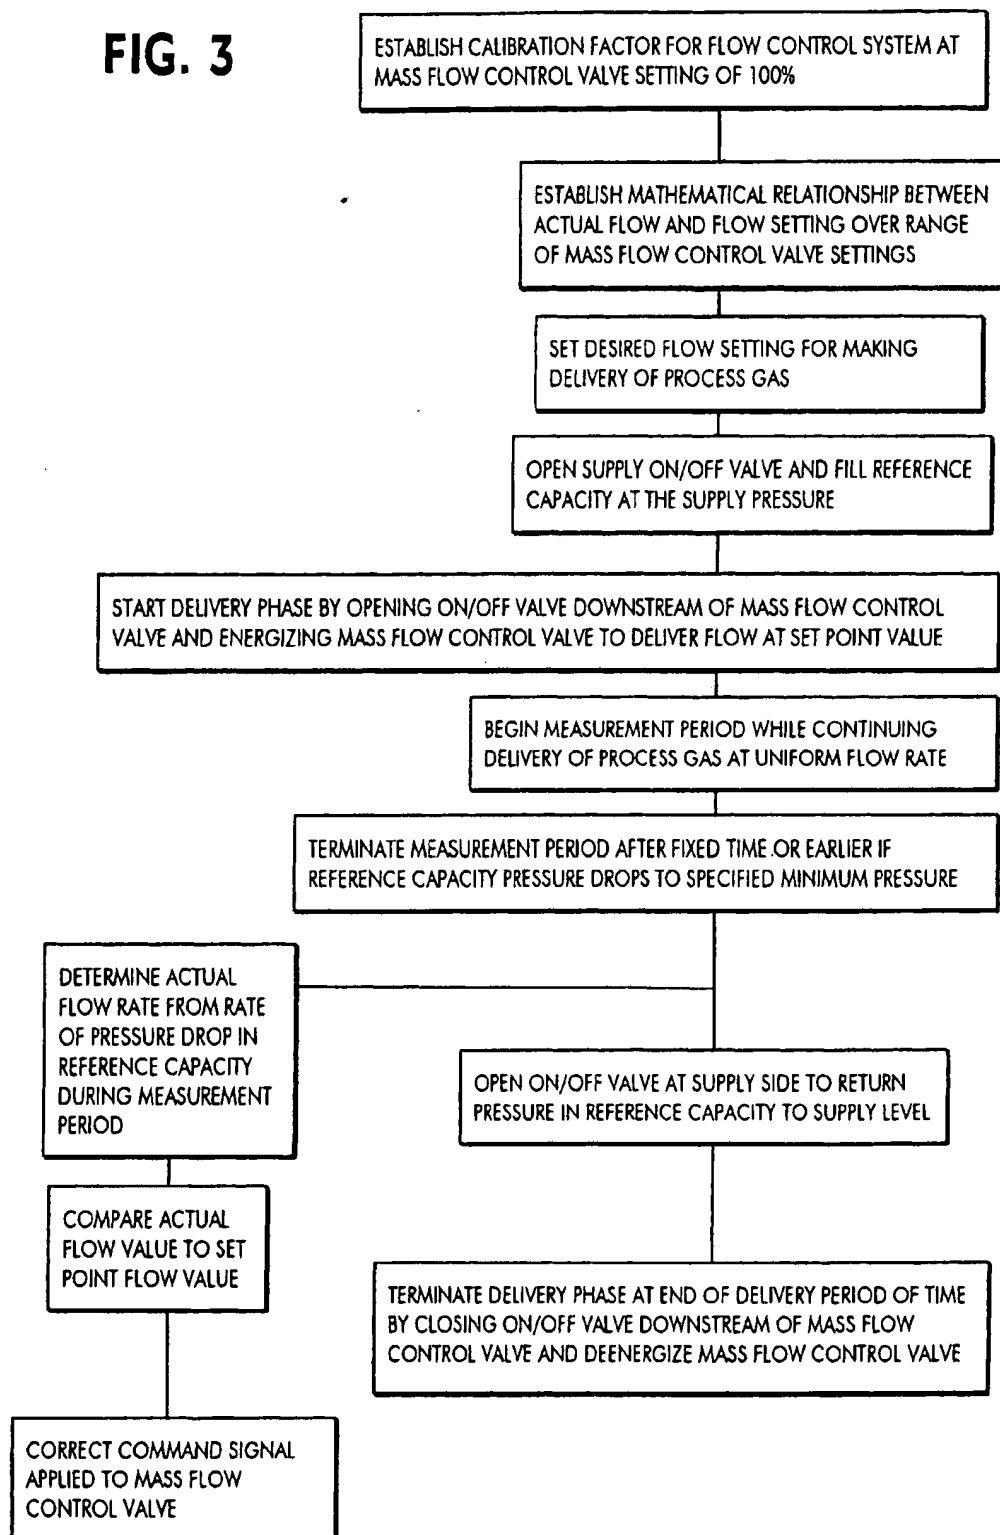 FIG. 3
ESTABLISH CALIBRATION FACTOR FOR FLOW CONTROL SYSTEM AT
MASS FLOW CONTROL VALVE SETTING OF 100%
ESTABLISH MATHEMATICAL RELATIONSHIP BETWEEN
ACTUAL FLOW AND FLOW SETTING OVER RANGE
OF MASS FLOW CONTROL VALVE SETTINGS
SET DESIRED FLOW SETTING FOR MAKING
DELIVERY OF PROCESS GAS
OPEN SUPPLY ON/OFF VALVE AND FILL REFERENCE
CAPACITY AT THE SUPPLY PRESSURE
START DELIVERY PHASE BY OPENING ON/OFF VALVE DOWNSTREAM OF MASS FLOW CONTROL
VALVE AND ENERGIZING MASS FLOW CONTROL VALVE TO DELIVER FLOW AT SET POINT VALUE
BEGIN MEASUREMENT PERIOD WHILE CONTINUING
DELIVERY OF PROCESS GAS AT UNIFORM FLOW RATE
TERMINATE MEASUREMENT PERIOD AFTER FIXED TIME OR EARLIER IF
REFERENCE CAPACITY PRESSURE DROPS TO SPECIFIED MINIMUM PRESSURE
DETERMINE ACTUAL
FLOW RATE FROM RATE
OF PRESSURE DROP IN
REFERENCE CAPACITY
DURING MEASUREMENT
PERIOD
OPEN ON/OFF VALVE AT SUPPLY SIDE TO RETURN
PRESSURE IN REFERENCE CAPACITY TO SUPPLY LEVEL
COMPARE ACTUAL
FLOW VALUE TO SET
POINT FLOW VALUE
TERMINATE DELIVERY PHASE AT END OF DELIVERY PERIOD OF TIME
BY CLOSING ON/OFF VALVE DOWNSTREAM OF MASS FLOW
CONTROL VALVE AND DEENERGIZE MASS FLOW CONTROL VALVE
CORRECT COMMAND SIGNAL
APPLIED TO MASS FLOW
CONTROL VALVE